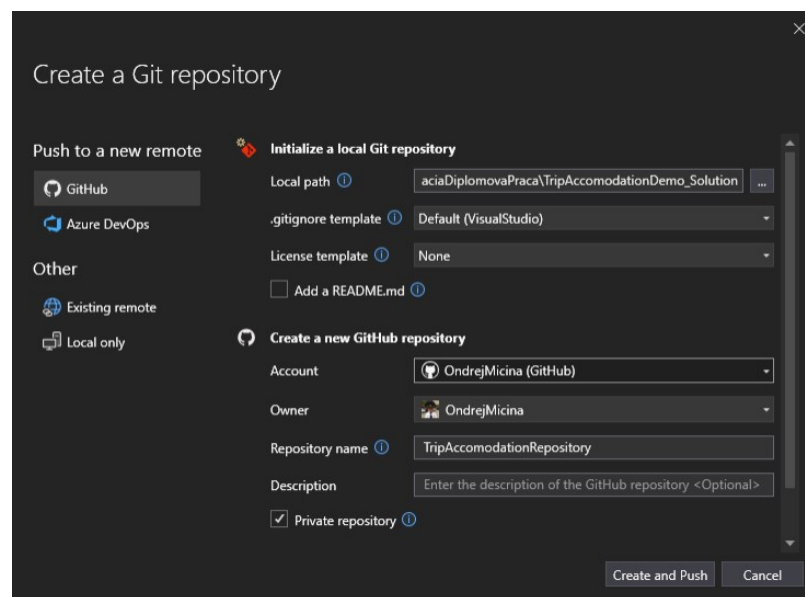 Create a Git repository
Push to a new remote
GitHub
Azure DevOps
Other
Existing remote
Local only
Initialize a local Git repository
Local path
aciaDiplomovaPraca\TripAccomodationDemo_Solution
...
.gitignore template
Default (VisualStudio)
License template
None
Add a README.md
Create a new GitHub repository
Account
OndrejMicina (GitHub)
Owner
OndrejMicina
Repository name
TripAccomodationRepository
Description
Enter the description of the GitHub repository <Optional>
Private repository
Create and Push
Cancel